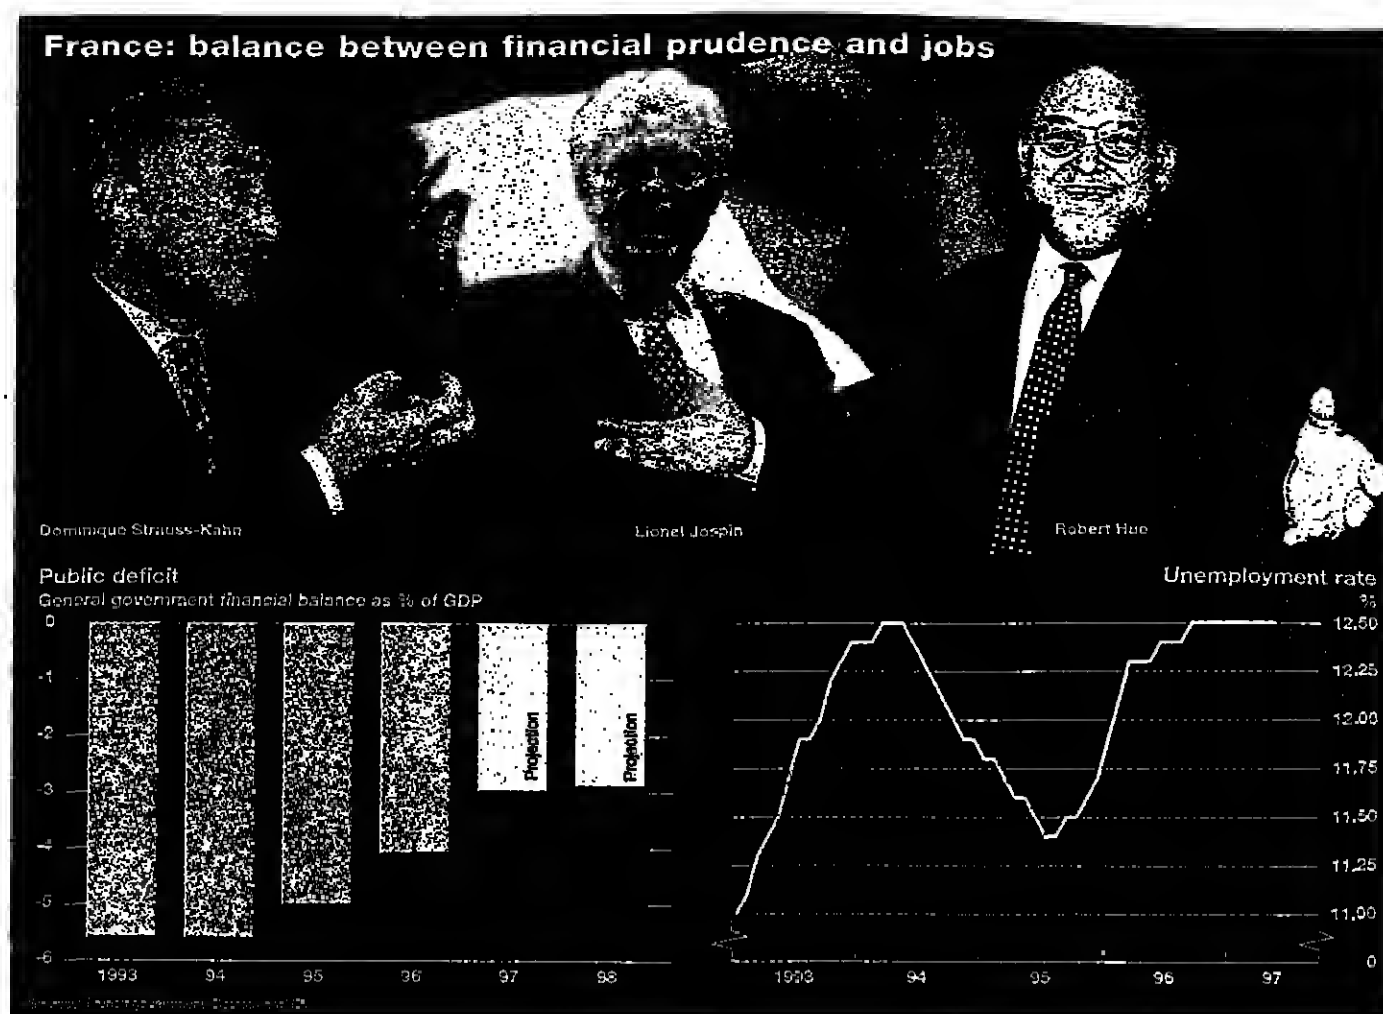 France: balance between financial prudence and jobs
Dominique Strauss-Kahn
Lionel Jospin
Robert Hue
Public deficit
General government financial balance as % of GDP
0
-1
-2
-3
-4
-5
-6
Projection
Projection
1993 94 95 96 97 98
Unemployment rate
%
12.50
12.25
12.00
11.75
11.50
11.25
11.00
0
1993 94 95 96 97